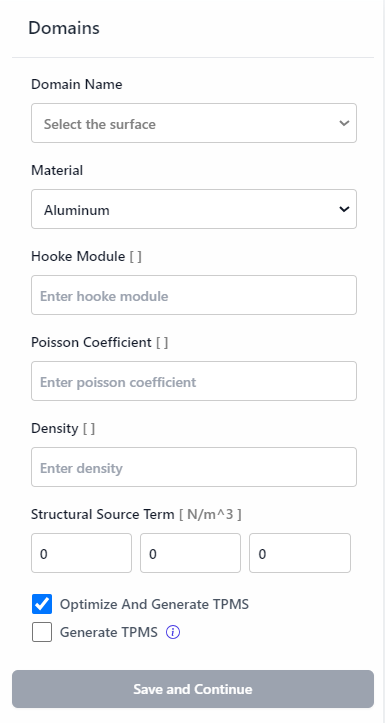 Domains
Domain Name
Select the surface
Material
Aluminum
Hooke Module [ ]
Enter hooke module
Poisson Coefficient [ ]
Enter poisson coefficient
Density [ ]
Enter density
Structural Source Term [ N/m^3 ]
0 0 0
Optimize And Generate TPMS
Generate TPMS
Save and Continue